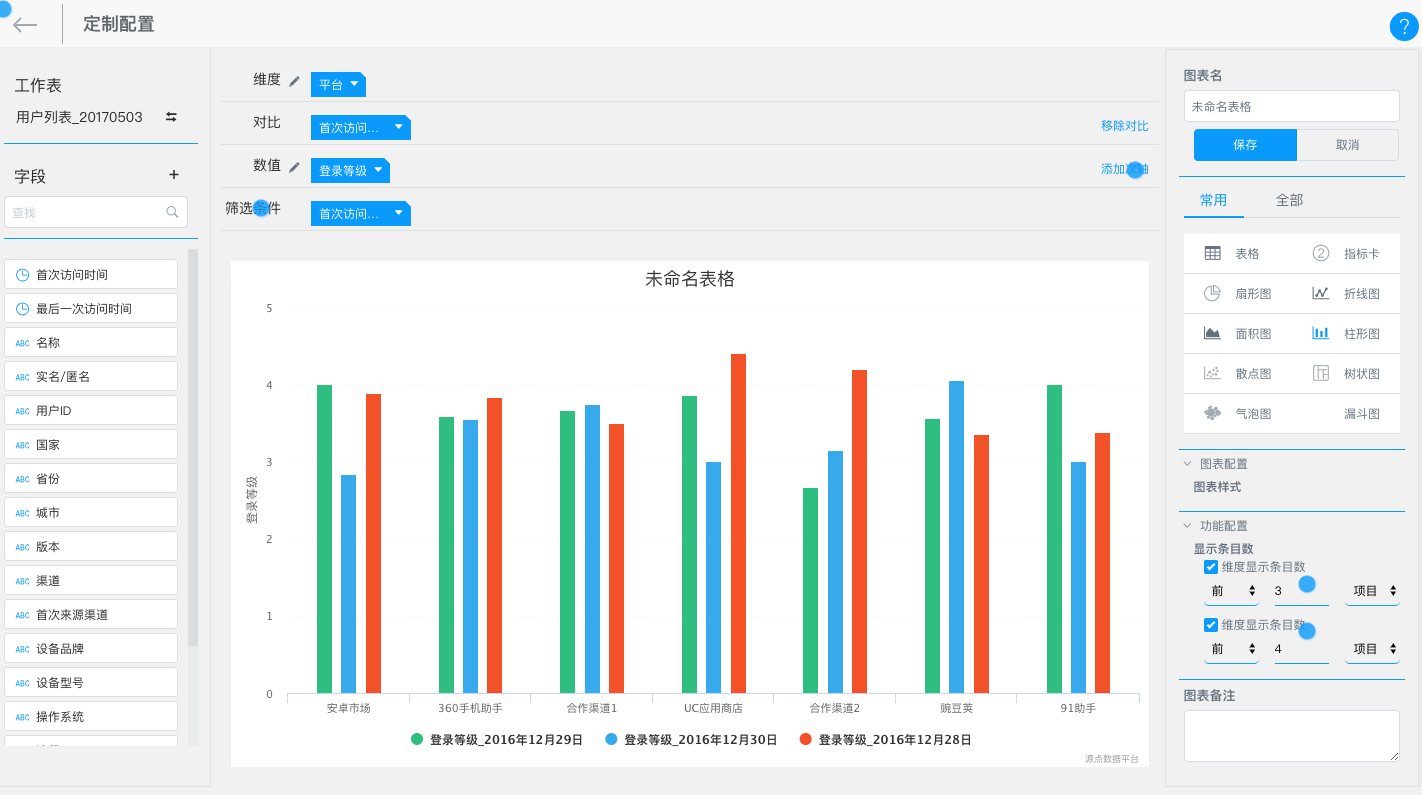 定制配置
?
工作表
用户列表_20170503
字段
+
查找
首次访问时间
最后一次访问时间
ABC 名称
ABC 实名/匿名
ABC 用户ID
ABC 国家
ABC 省份
ABC 城市
ABC 版本
ABC 渠道
ABC 首次来源渠道
ABC 设备品牌
ABC 设备型号
ABC 操作系统
维度 平台
对比 首次访问... 移除对比
数值 登录等级 添加次轴
筛选条件 首次访问...
未命名表格
登录等级
5
4
3
2
1
0
安卓市场 360手机助手 合作渠道1 UC应用商店 合作渠道2 豌豆荚 91助手
登录等级_2016年12月29日 登录等级_2016年12月30日 登录等级_2016年12月28日
源点数据平台
图表名
未命名表格
保存 取消
常用 全部
表格 2 指标卡
扇形图 折线图
面积图 柱形图
散点图 树状图
气泡图 漏斗图
图表配置
图表样式
功能配置
显示条目数
维度显示条目数
前 3 项目
维度显示条目数
前 4 项目
图表备注